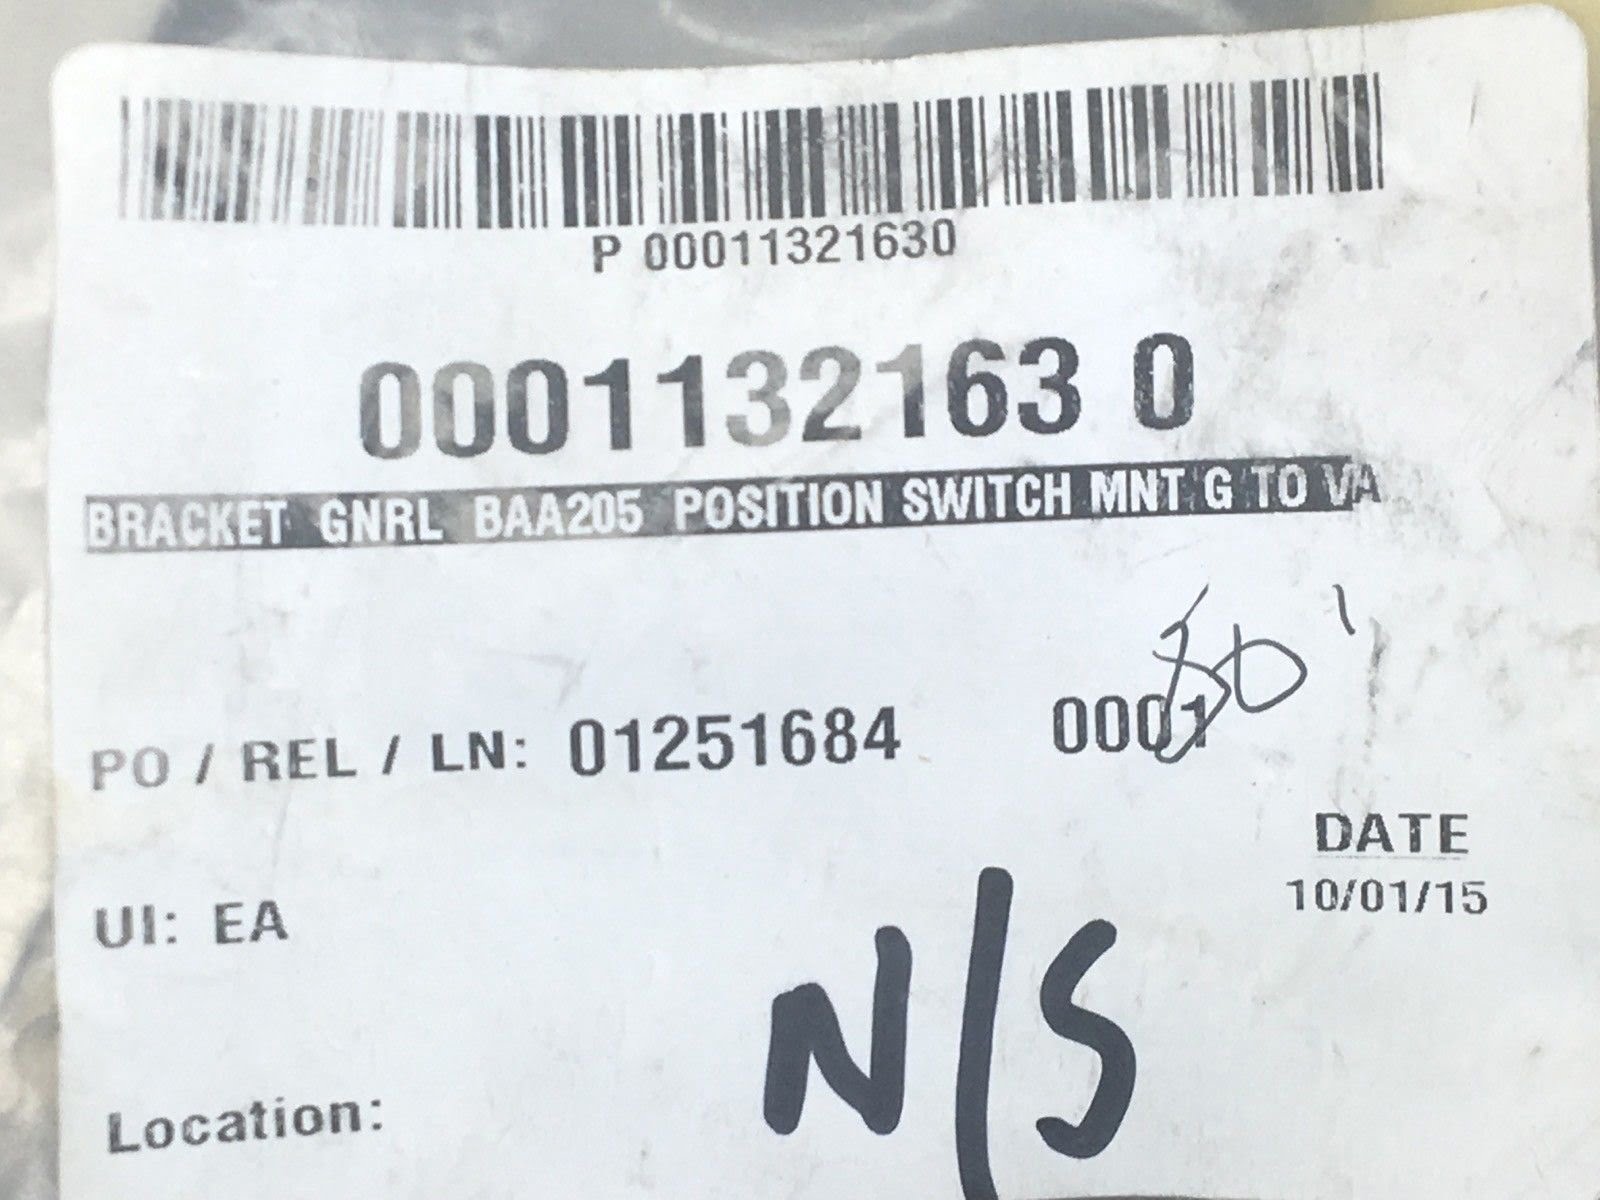 P 00011321630
0001132163 0
BRACKET GNRL BAA205 POSITION SWITCH MNT G TO VA
PO / REL / LN: 01251684 0001
DATE
10/01/15
UI: EA
N/S
Location: